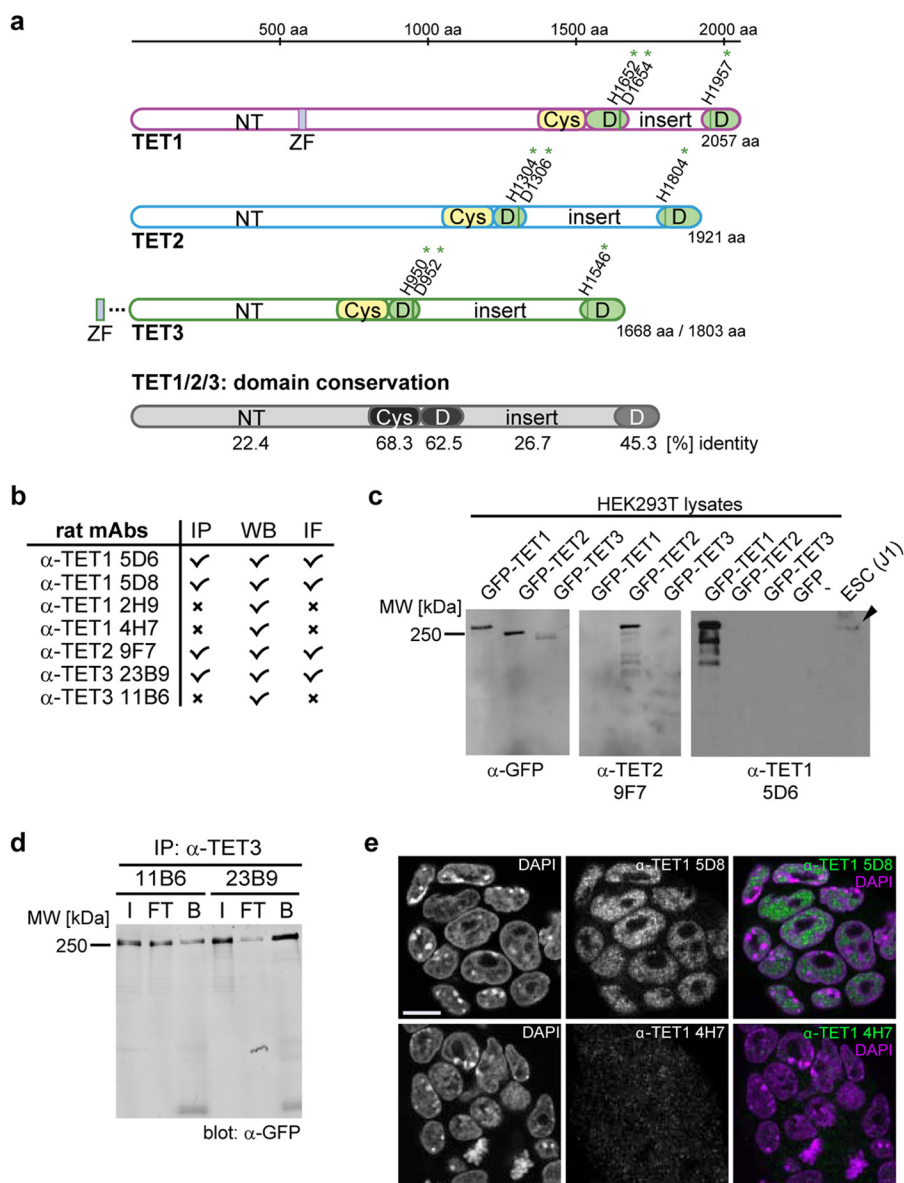 a
500 aa 1000 aa 1500 aa 2000 aa
* * *
H1652 D1654 H1957
NT Cys D insert D
TET1 ZF 2057 aa
* * *
H1304 D1306 H1804
NT Cys D insert D
TET2 1921 aa
* * *
H950 D952 H1546
... NT Cys D insert D
ZF TET3 1668 aa / 1803 aa
TET1/2/3: domain conservation
NT Cys D insert D
22.4 68.3 62.5 26.7 45.3 [%] identity
b
rat mAbs IP WB IF
α-TET1 5D6 ✓ ✓ ✓
α-TET1 5D8 ✓ ✓ ✓
α-TET1 2H9 × ✓ ×
α-TET1 4H7 × ✓ ×
α-TET2 9F7 ✓ ✓ ✓
α-TET3 23B9 ✓ ✓ ✓
α-TET3 11B6 × ✓ ×
c
HEK293T lysates
GFP-TET1 GFP-TET2 GFP-TET3 GFP-TET1 GFP-TET2 GFP-TET3 GFP-TET1 GFP-TET2 GFP-TET3 GFP - ESC (J1)
MW [kDa]
250
α-GFP α-TET2 α-TET1
9F7 5D6
d
IP: α-TET3
11B6 23B9
MW [kDa] I FT B I FT B
250
blot: α-GFP
e
DAPI α-TET1 5D8 α-TET1 5D8
DAPI
DAPI α-TET1 4H7 α-TET1 4H7
DAPI